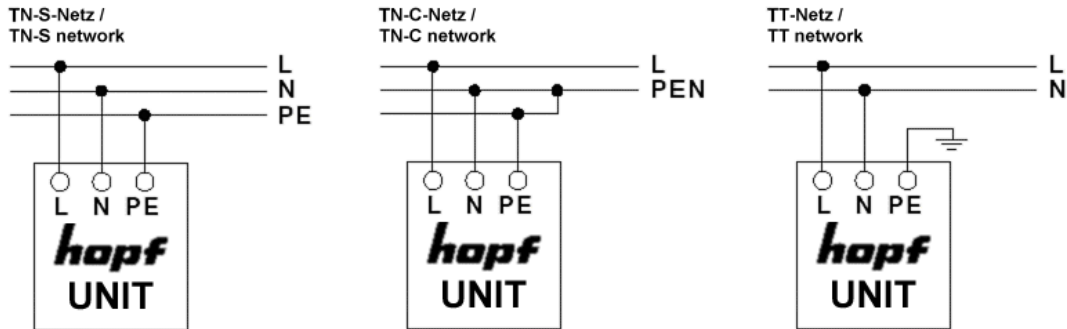 TN-S-Netz /
TN-S network
L
N
PE
L N PE
hopf
UNIT
TN-C-Netz /
TN-C network
L
PEN
L N PE
hopf
UNIT
TT-Netz /
TT network
L
N
L N PE
hopf
UNIT